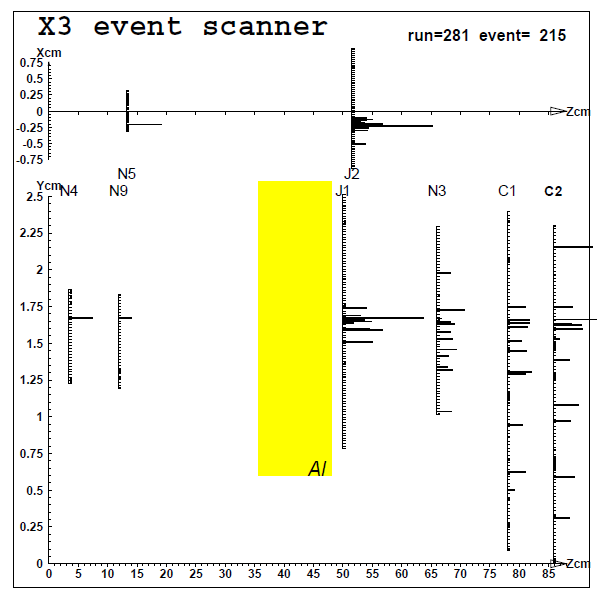 X3 event scanner
run=281 event= 215
Xcm
0.75
0.5
0.25
0
-0.25
-0.5
-0.75
Zcm
0 5 10 15 20 25 30 35 40 45 50 55 60 65 70 75 80 85
N5
J2
Ycm
N4
N9
J1
N3
C1
C2
2.5
2.25
2
1.75
1.5
1.25
1
0.75
0.5
0.25
0
Al
Zcm